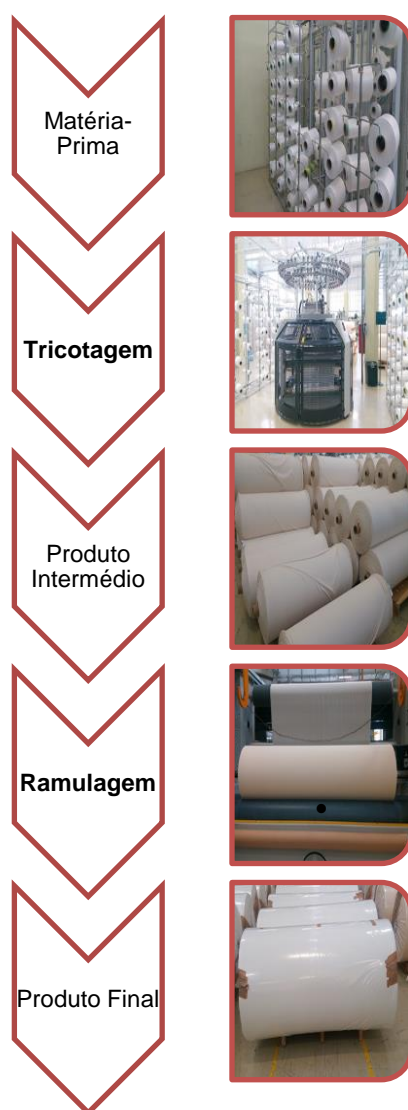 Matéria-
Prima
Tricotagem
Produto
Intermédio
Ramulagem
Produto Final